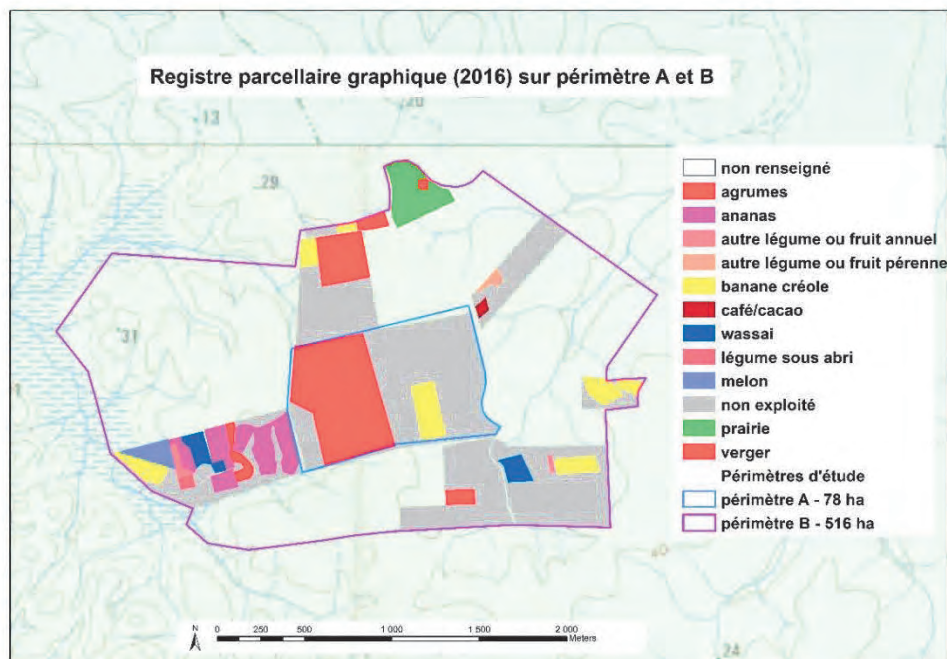 Registre parcellaire graphique (2016) sur périmètre A et B
20
13
29
non renseigné
agrumes
ananas
autre légume ou fruit annuel
autre légume ou fruit pérenne
banane créole
café/cacao
wassai
légume sous abri
melon
non exploité
prairie
verger
Périmètres d'étude
périmètre A - 78 ha
périmètre B - 516 ha
31
1
40
24
N
0 250 500 1 000 1 500 2 000
Meters